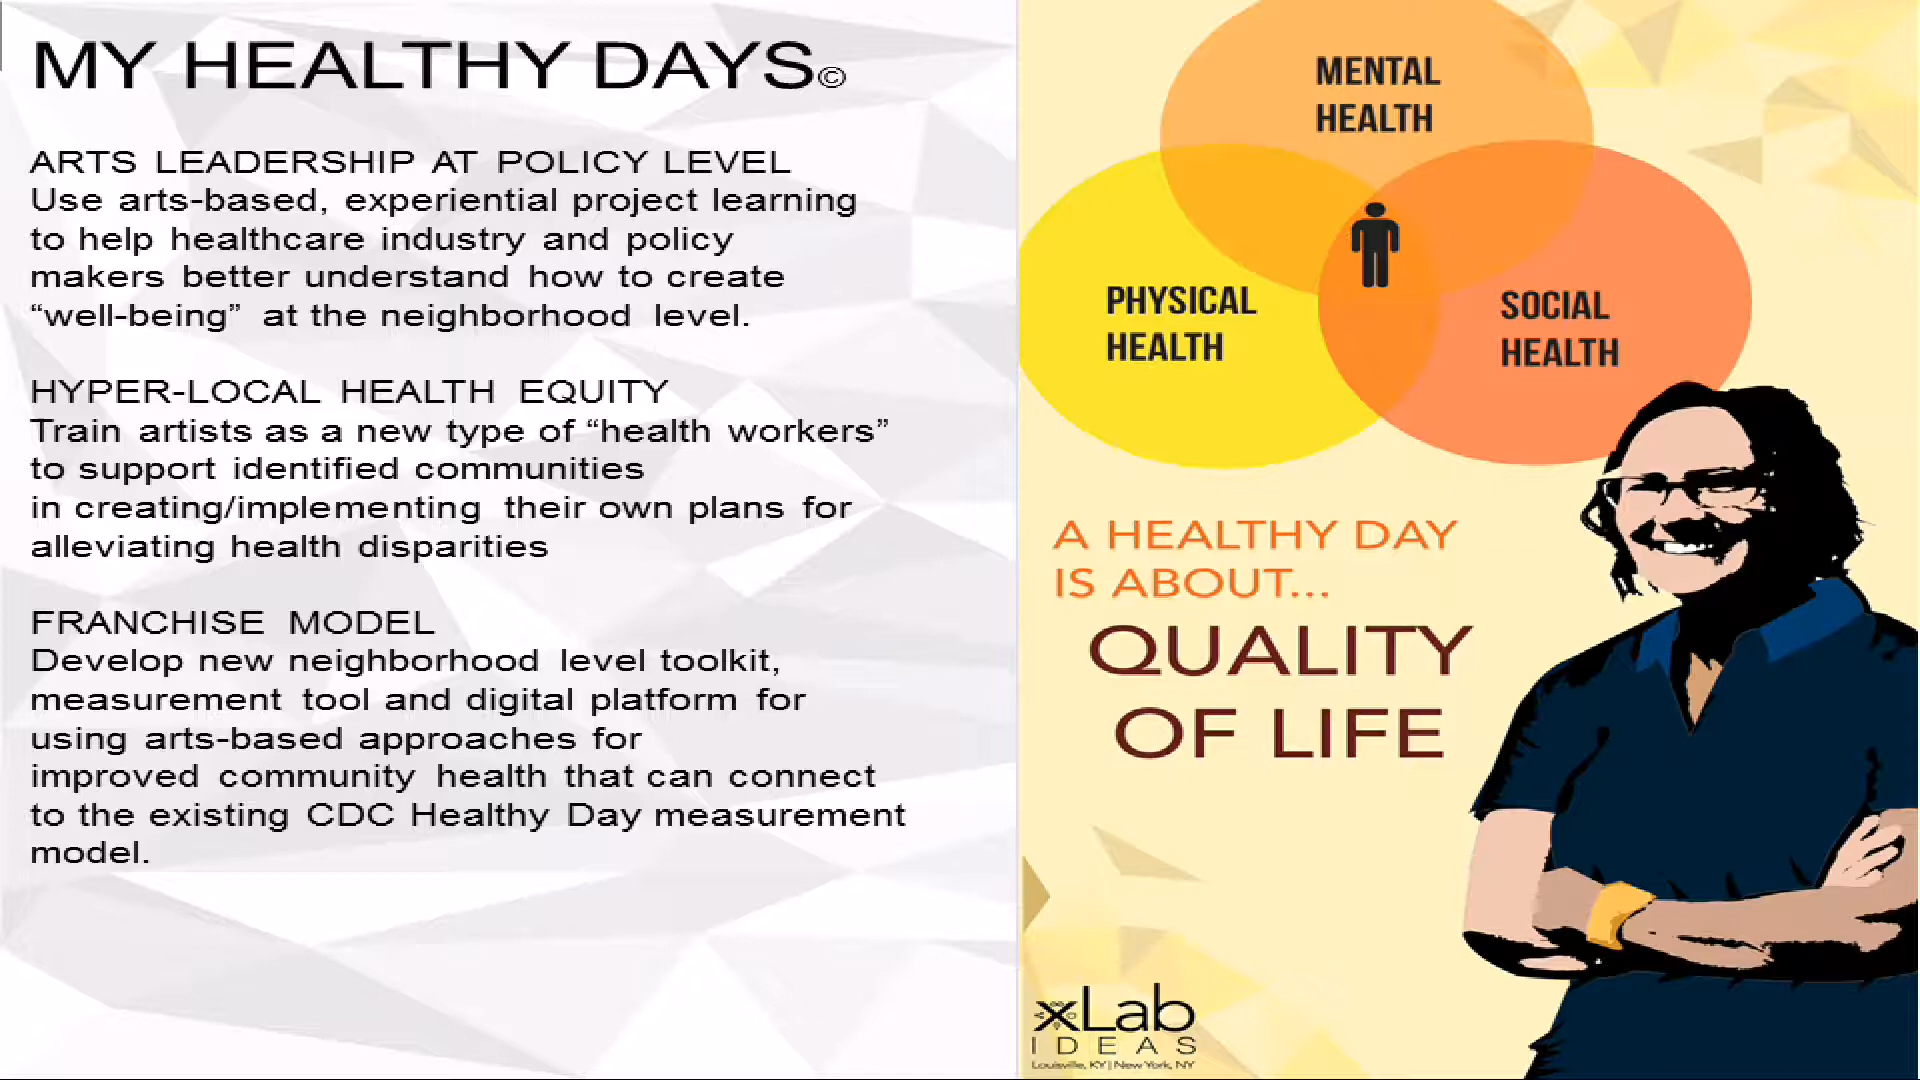 MY HEALTHY DAYS©
ARTS LEADERSHIP AT POLICY LEVEL
Use arts-based, experiential project learning
to help healthcare industry and policy
makers better understand how to create
“well-being” at the neighborhood level.
HYPER-LOCAL HEALTH EQUITY
Train artists as a new type of “health workers”
to support identified communities
in creating/implementing their own plans for
alleviating health disparities
FRANCHISE MODEL
Develop new neighborhood level toolkit,
measurement tool and digital platform for
using arts-based approaches for
improved community health that can connect
to the existing CDC Healthy Day measurement
model.
MENTAL
HEALTH
PHYSICAL
HEALTH
SOCIAL
HEALTH
A HEALTHY DAY
IS ABOUT...
QUALITY
OF LIFE
xLab
IDEAS
Louisville, KY | New York, NY